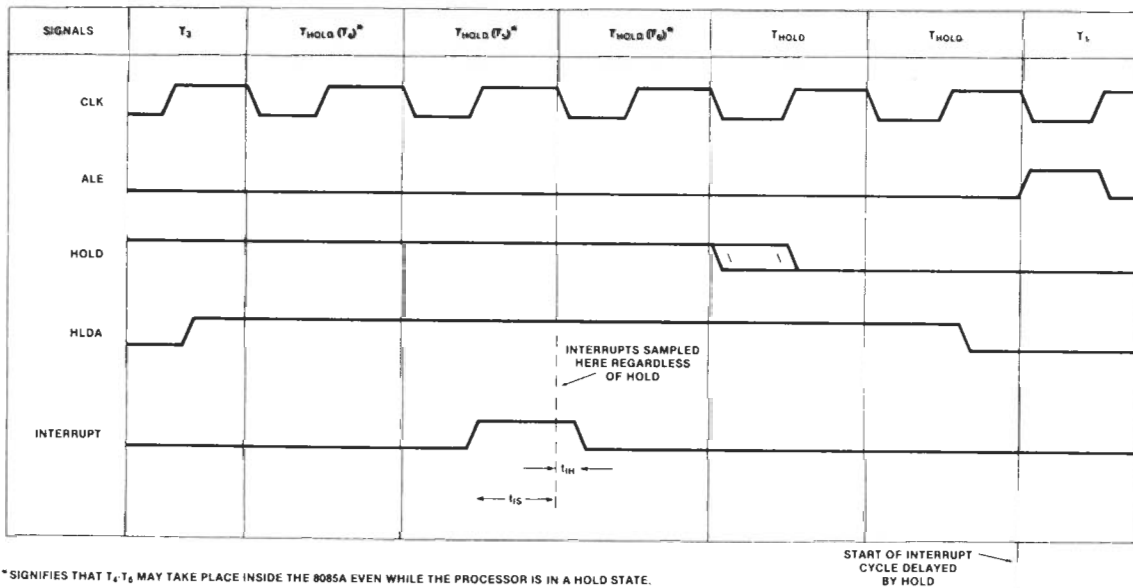 SIGNALS T3 THOLD (T4)* THOLD (T5)* THOLD (T6)* THOLD THOLD T1
CLK
ALE
HOLD
HLDA
INTERRUPTS SAMPLED
HERE REGARDLESS
OF HOLD
INTERRUPT
tIH
tIS
START OF INTERRUPT
CYCLE DELAYED
BY HOLD
*SIGNIFIES THAT T4-T6 MAY TAKE PLACE INSIDE THE 8085A EVEN WHILE THE PROCESSOR IS IN A HOLD STATE.